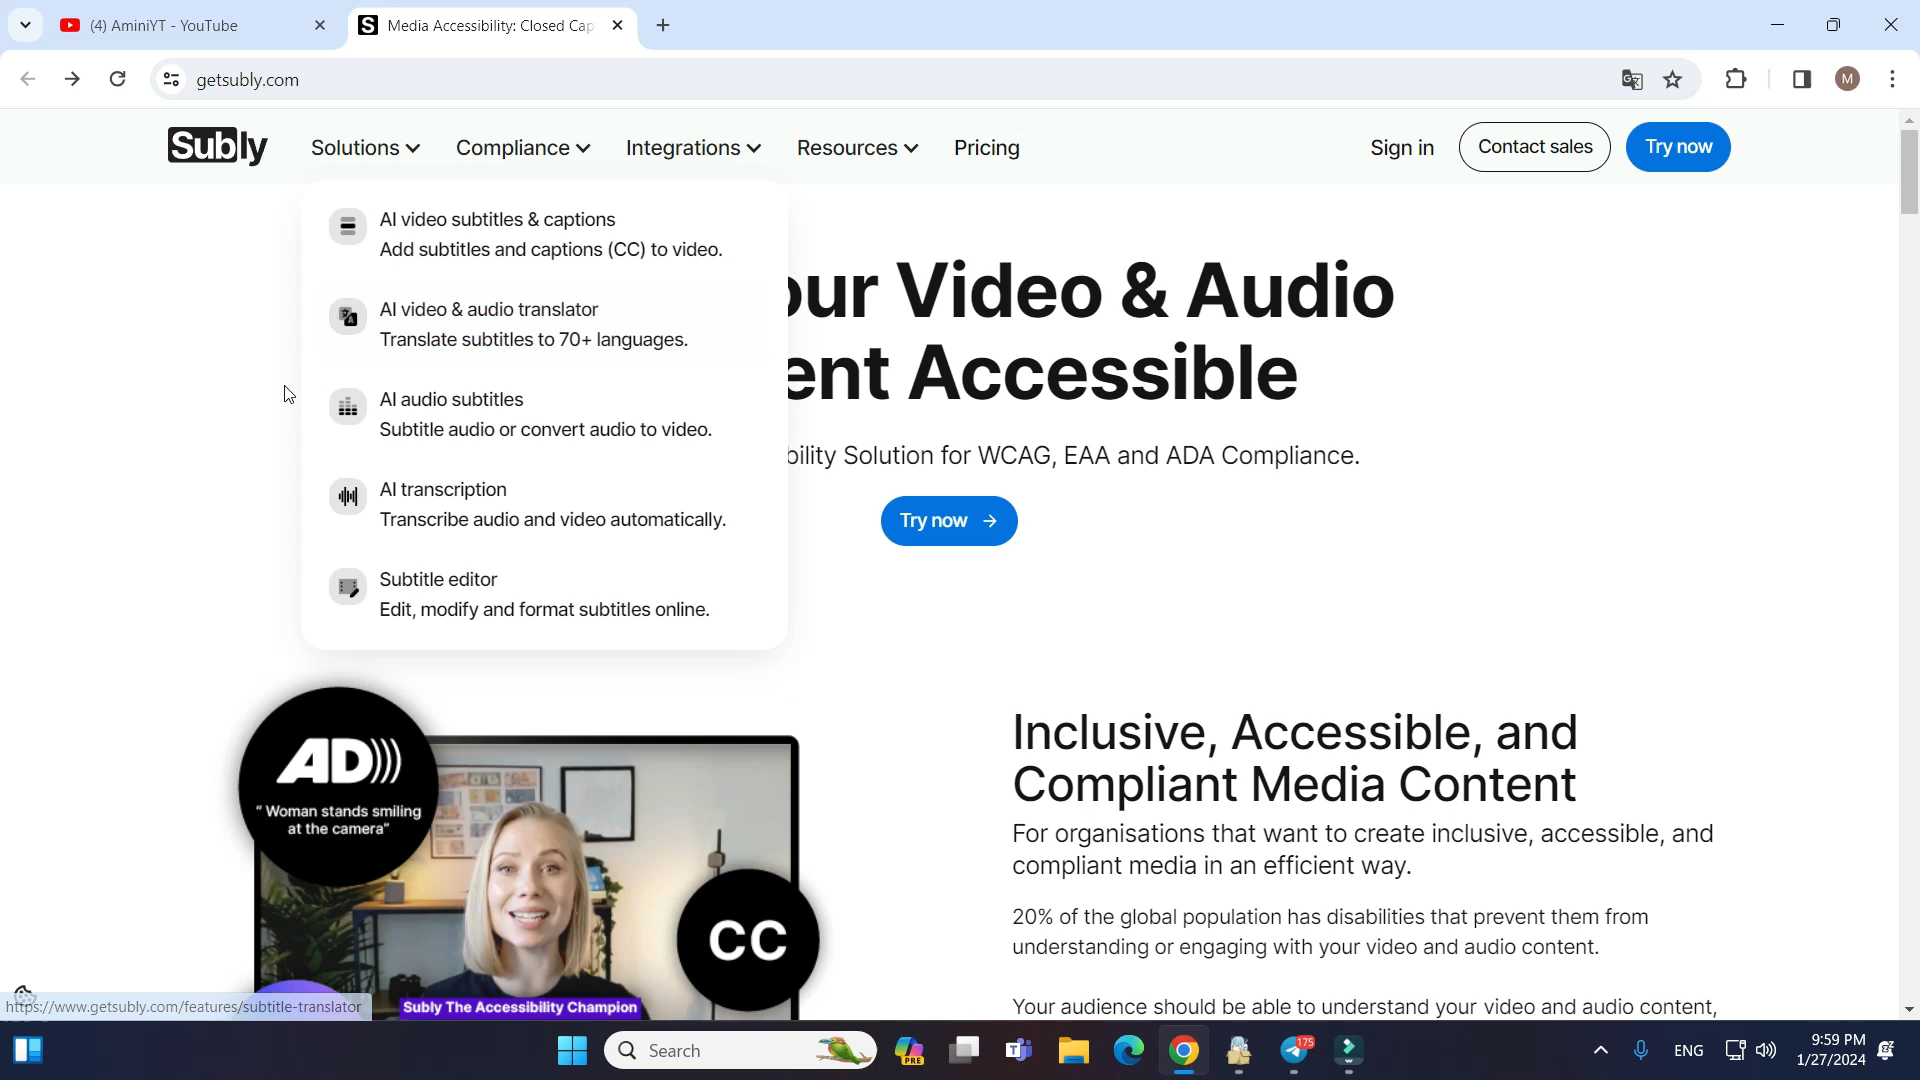 (4) AminiYT - YouTube
Media Accessibility: Closed Cap
getsubly.com
M
Subly
Solutions
Compliance
Integrations
Resources
Pricing
Sign in
Contact sales
Try now
AI video subtitles & captions
Add subtitles and captions (CC) to video.
AI video & audio translator
Translate subtitles to 70+ languages.
AI audio subtitles
Subtitle audio or convert audio to video.
AI transcription
Transcribe audio and video automatically.
Subtitle editor
Edit, modify and format subtitles online.
our Video & Audio
ent Accessible
bility Solution for WCAG, EAA and ADA Compliance.
Try now
AD
"Woman stands smiling
at the camera"
CC
Subly The Accessibility Champion
Inclusive, Accessible, and
Compliant Media Content
For organisations that want to create inclusive, accessible, and
compliant media in an efficient way.
20% of the global population has disabilities that prevent them from
understanding or engaging with your video and audio content.
Your audience should be able to understand your video and audio content,
https://www.getsubly.com/features/subtitle-translator
Search
PRE
175
ENG
9:59 PM
1/27/2024